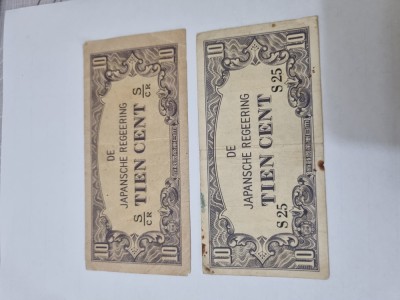 10 10
DE
JAPANSCHE REGEERING
S/CR TIEN CENT S/CR
10 10
10 10
DE
JAPANSCHE REGEERING
TIEN CENT
S25 S25
10 10